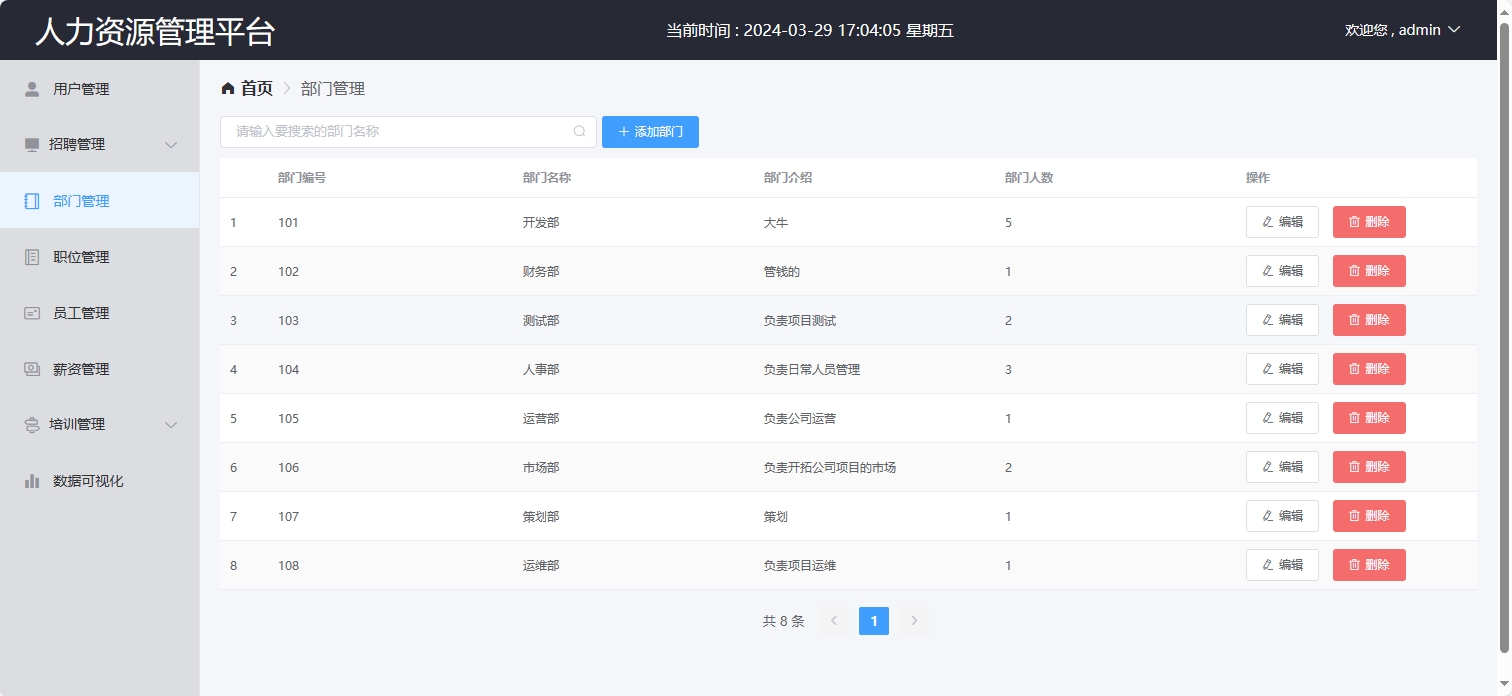 人力资源管理平台
当前时间 : 2024-03-29 17:04:05 星期五
欢迎您 , admin
用户管理
招聘管理
部门管理
职位管理
员工管理
薪资管理
培训管理
数据可视化
首页 部门管理
请输入要搜索的部门名称
添加部门
部门编号 部门名称 部门介绍 部门人数 操作
1 101 开发部 大牛 5 编辑 删除
2 102 财务部 管钱的 1 编辑 删除
3 103 测试部 负责项目测试 2 编辑 删除
4 104 人事部 负责日常人员管理 3 编辑 删除
5 105 运营部 负责公司运营 1 编辑 删除
6 106 市场部 负责开拓公司项目的市场 2 编辑 删除
7 107 策划部 策划 1 编辑 删除
8 108 运维部 负责项目运维 1 编辑 删除
共 8 条 1